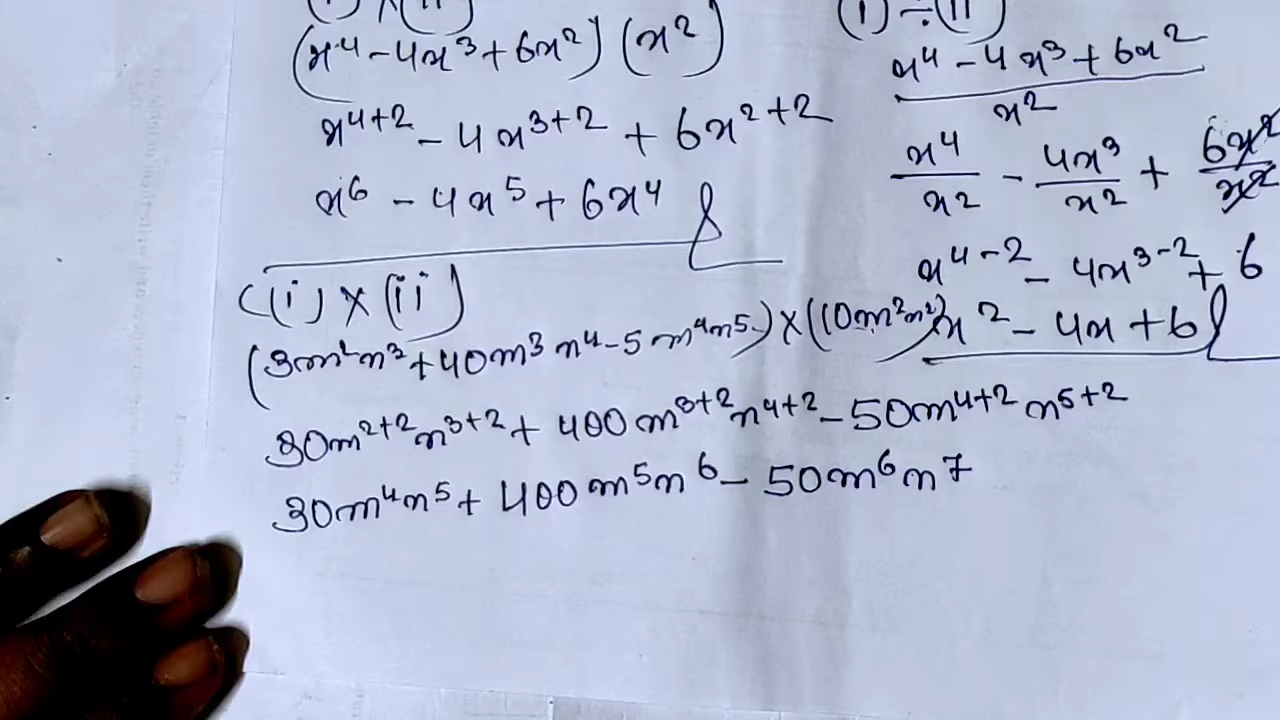 (i) × (ii)
(x⁴ - 4x³ + 6x²) (x²)
x⁴⁺² - 4x³⁺² + 6x²⁺²
x⁶ - 4x⁵ + 6x⁴
(i) ÷ (ii)
x⁴ - 4x³ + 6x²
x²
x⁴/x² - 4x³/x² + 6x²/x²
x⁴⁻² - 4x³⁻² + 6
x² - 4x + 6
(i) × (ii)
(3m²n³ + 40m³n⁴ - 5m⁴n⁵) × (10m²n²)
30m²⁺²n³⁺² + 400m³⁺²n⁴⁺² - 50m⁴⁺²n⁵⁺²
30m⁴n⁵ + 400m⁵n⁶ - 50m⁶n⁷